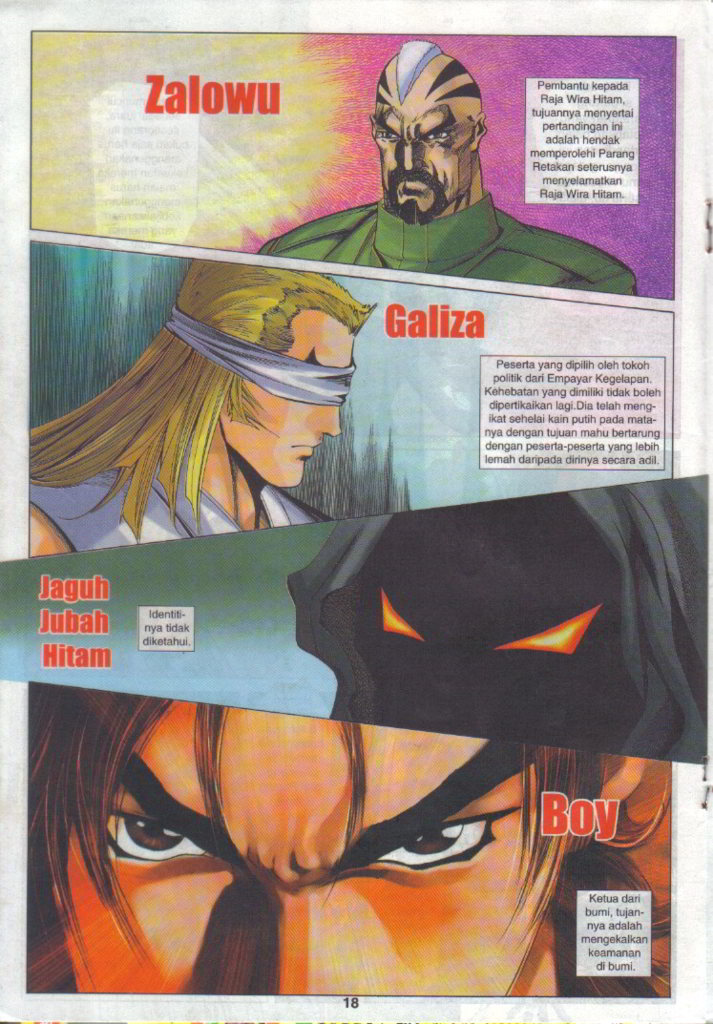 Zalowu
Pembantu kepada
Raja Wira Hitam,
tujuannya menyertai
pertandingan ini
adalah hendak
memperolehi Parang
Retakan seterusnya
menyelamatkan
Raja Wira Hitam.
Galiza
Peserta yang dipilih oleh tokoh
politik dari Empayar Kegelapan.
Kehebatan yang dimiliki tidak boleh
dipertikaikan lagi.Dia telah meng-
ikat sehelai kain putih pada mata-
nya dengan tujuan mahu bertarung
dengan peserta-peserta yang lebih
lemah daripada dirinya secara adil.
Jaguh
Jubah
Hitam
Identiti-
nya tidak
diketahui.
Boy
Ketua dari
bumi, tujan-
nya adalah
mengekalkan
keamanan
di bumi.
18